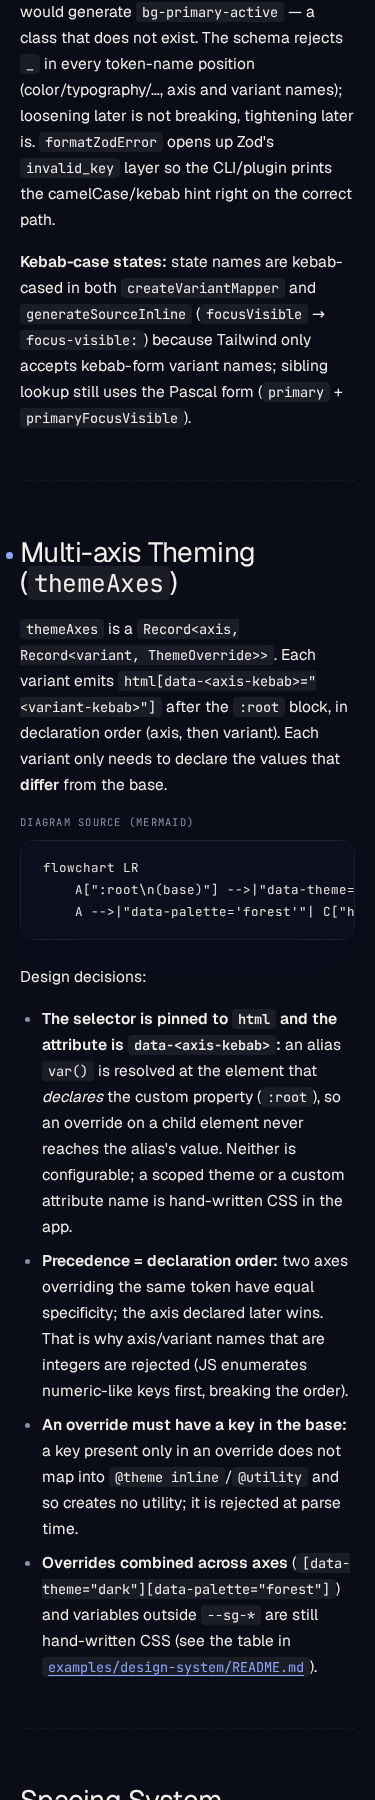 would generate bg-primary-active — a
class that does not exist. The schema rejects
_ in every token-name position
(color/typography/…, axis and variant names);
loosening later is not breaking, tightening later
is. formatZodError opens up Zod's
invalid_key layer so the CLI/plugin prints
the camelCase/kebab hint right on the correct
path.
Kebab-case states: state names are kebab-
cased in both createVariantMapper and
generateSourceInline (focusVisible →
focus-visible:) because Tailwind only
accepts kebab-form variant names; sibling
lookup still uses the Pascal form (primary +
primaryFocusVisible).
Multi-axis Theming
(themeAxes)
themeAxes is a Record<axis,
Record<variant, ThemeOverride>>. Each
variant emits html[data-<axis-kebab>="
<variant-kebab>"] after the :root block, in
declaration order (axis, then variant). Each
variant only needs to declare the values that
differ from the base.
DIAGRAM SOURCE (MERMAID)
flowchart LR
A[":root\n(base)"] -->|"data-theme=
A -->|"data-palette='forest'"| C["h
Design decisions:
The selector is pinned to html and the
attribute is data-<axis-kebab>: an alias
var() is resolved at the element that
declares the custom property (:root), so
an override on a child element never
reaches the alias's value. Neither is
configurable; a scoped theme or a custom
attribute name is hand-written CSS in the
app.
Precedence = declaration order: two axes
overriding the same token have equal
specificity; the axis declared later wins.
That is why axis/variant names that are
integers are rejected (JS enumerates
numeric-like keys first, breaking the order).
An override must have a key in the base:
a key present only in an override does not
map into @theme inline/@utility and
so creates no utility; it is rejected at parse
time.
Overrides combined across axes ([data-
theme="dark"][data-palette="forest"])
and variables outside --sg-* are still
hand-written CSS (see the table in
examples/design-system/README.md).
Spacing System